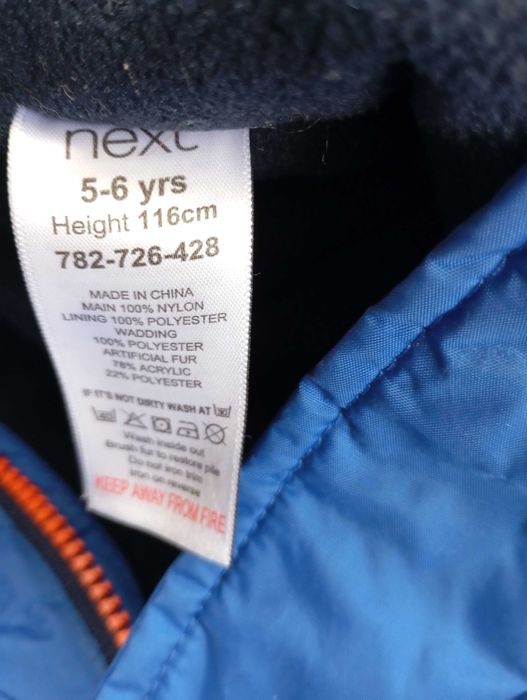 next
5-6 yrs
Height 116cm
782-726-428
MADE IN CHINA
MAIN 100% NYLON
LINING 100% POLYESTER
WADDING
100% POLYESTER
ARTIFICIAL FUR
78% ACRYLIC
22% POLYESTER
IF IT'S NOT DIRTY WASH AT
Wash inside out
Brush fur to restore pile
Do not iron trim
Iron on reverse
KEEP AWAY FROM FIRE